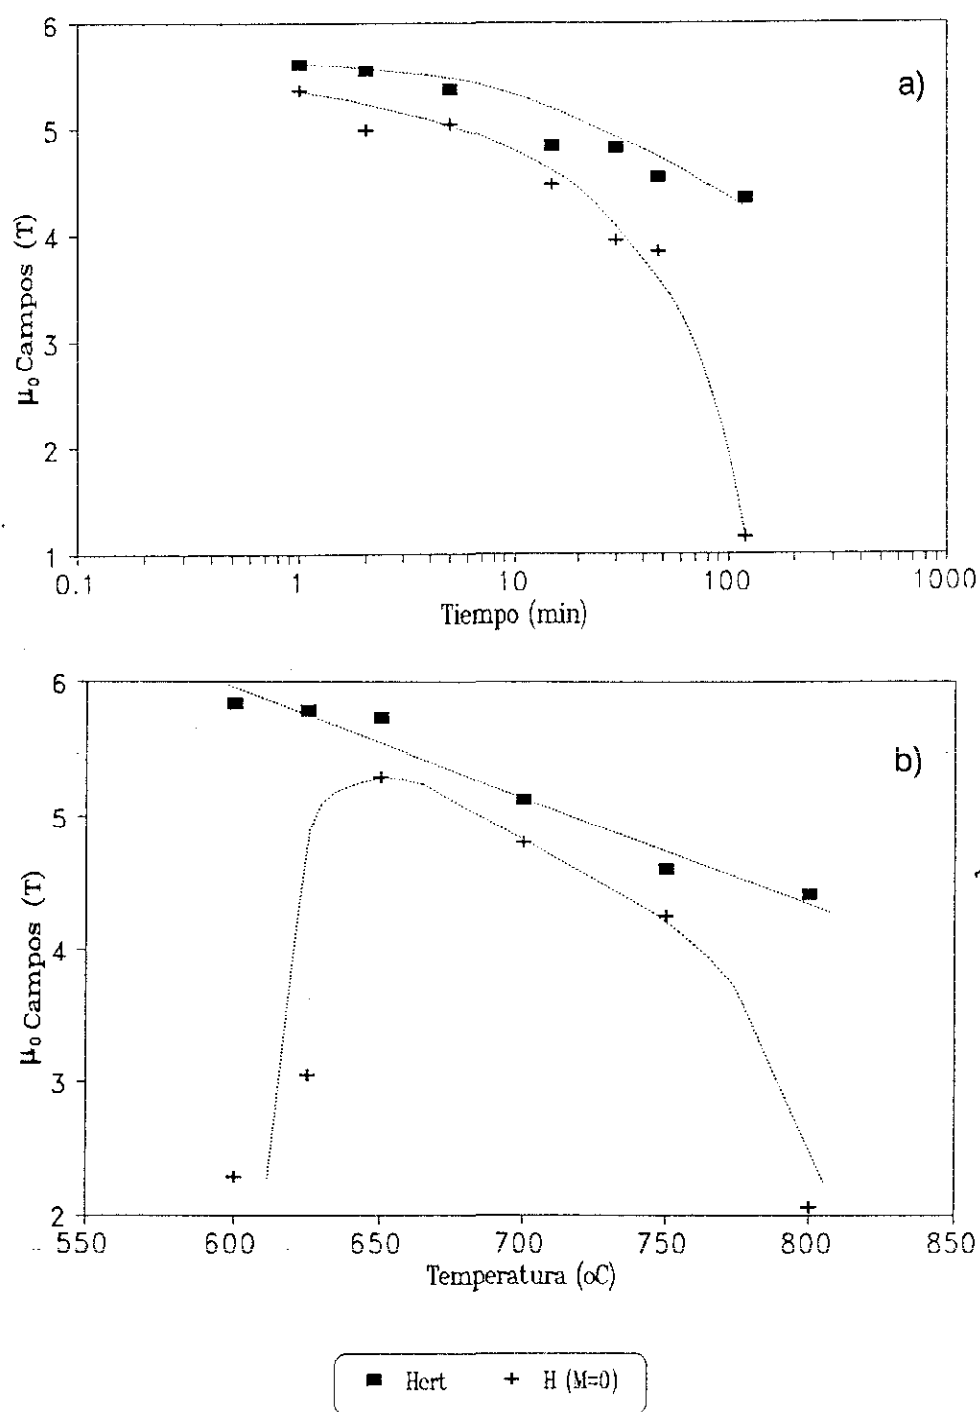 6
a)
5
4
3
2
1
μ₀ Campos (T)
0.1 1 10 100 1000
Tiempo (min)
6
b)
5
4
3
2
μ₀ Campos (T)
550 600 650 700 750 800 850
Temperatura (oC)
Hcrt H (M=0)